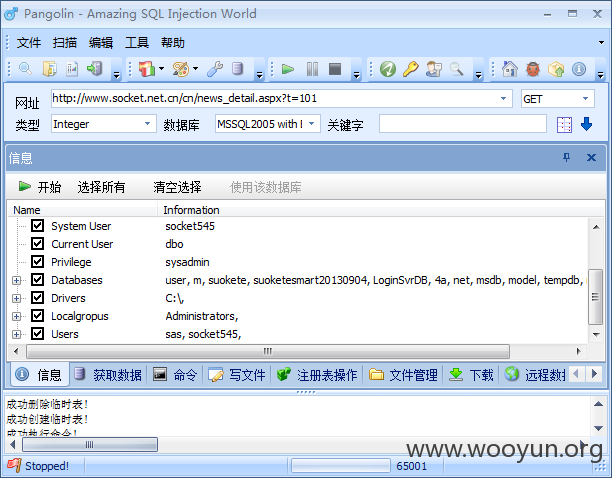 Pangolin - Amazing SQL Injection World
文件 扫描 编辑 工具 帮助
网址 http://www.socket.net.cn/cn/news_detail.aspx?t=101 GET
类型 Integer 数据库 MSSQL2005 with 关键字
信息
开始 选择所有 清空选择 使用该数据库
Name Information
System User socket545
Current User dbo
Privilege sysadmin
Databases user, m, suokete, suoketesmart20130904, LoginSvrDB, 4a, net, msdb, model, tempdb,
Drivers C:\,
Localgropus Administrators,
Users sas, socket545,
信息 获取数据 命令 写文件 注册表操作 文件管理 下载 远程数据
成功删除临时表!
成功创建临时表!
成功执行命令!
www.wooyun.org
Stopped! 65001